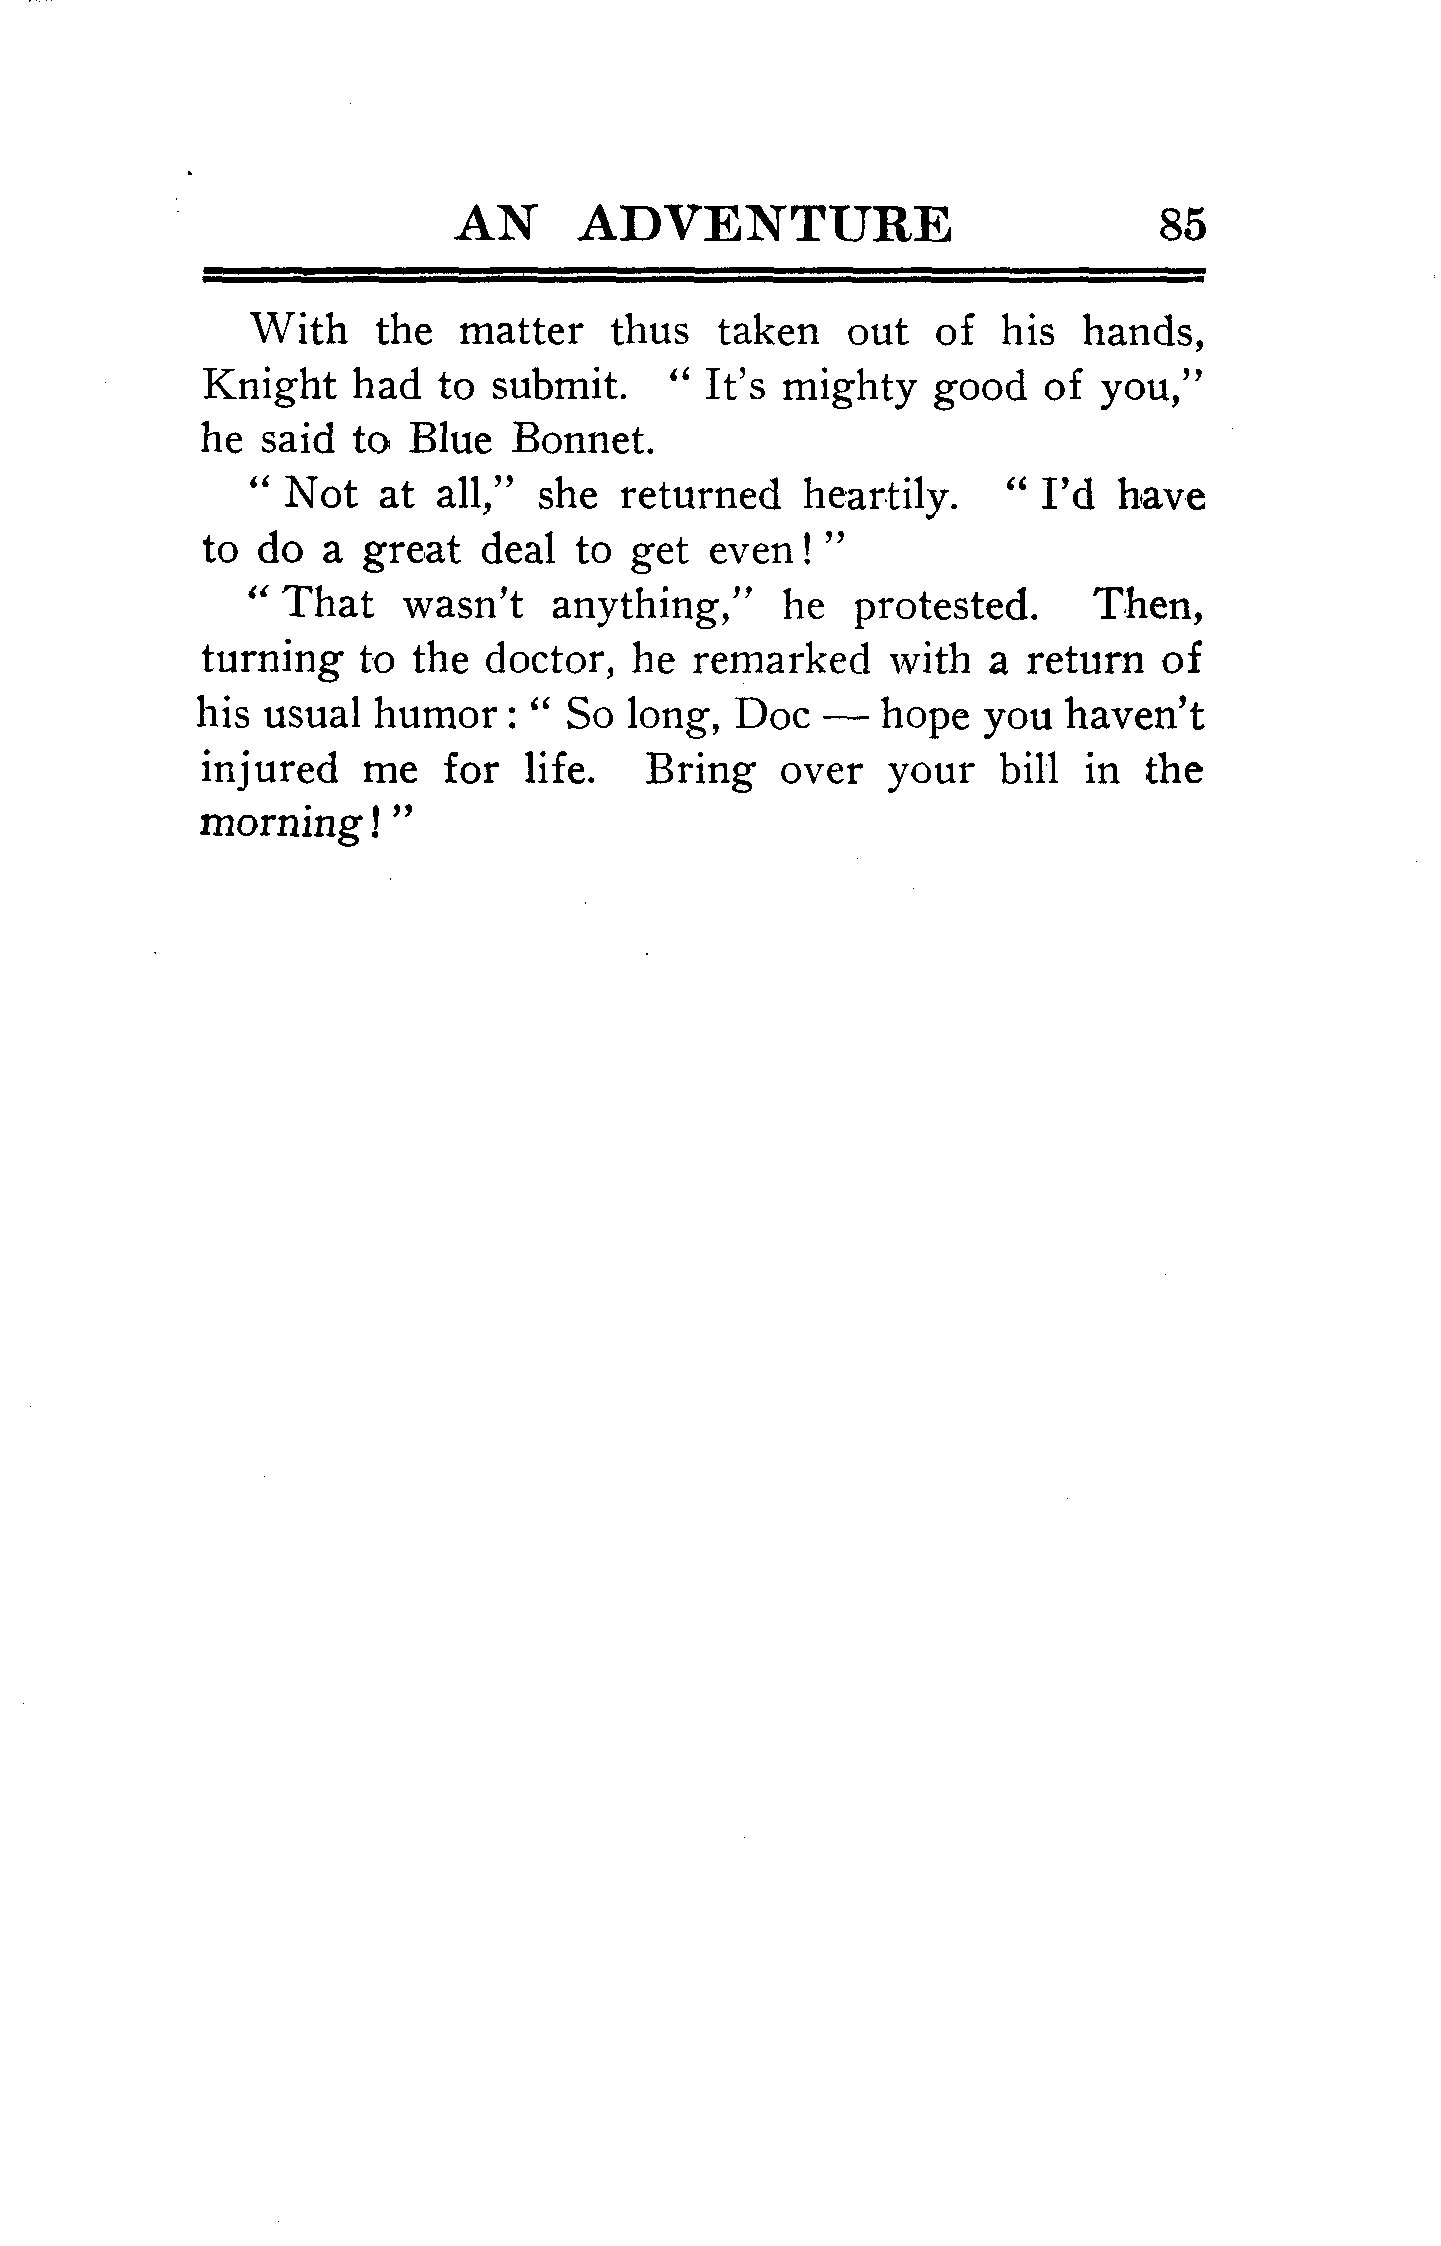 AN ADVENTURE 85
With the matter thus taken out of his hands,
Knight had to submit. " It's mighty good of you,"
he said to Blue Bonnet.
" Not at all," she returned heartily. " I'd have
to do a great deal to get even! "
" That wasn't anything," he protested. Then,
turning to the doctor, he remarked with a return of
his usual humor: " So long, Doc — hope you haven't
injured me for life. Bring over your bill in the
morning! "